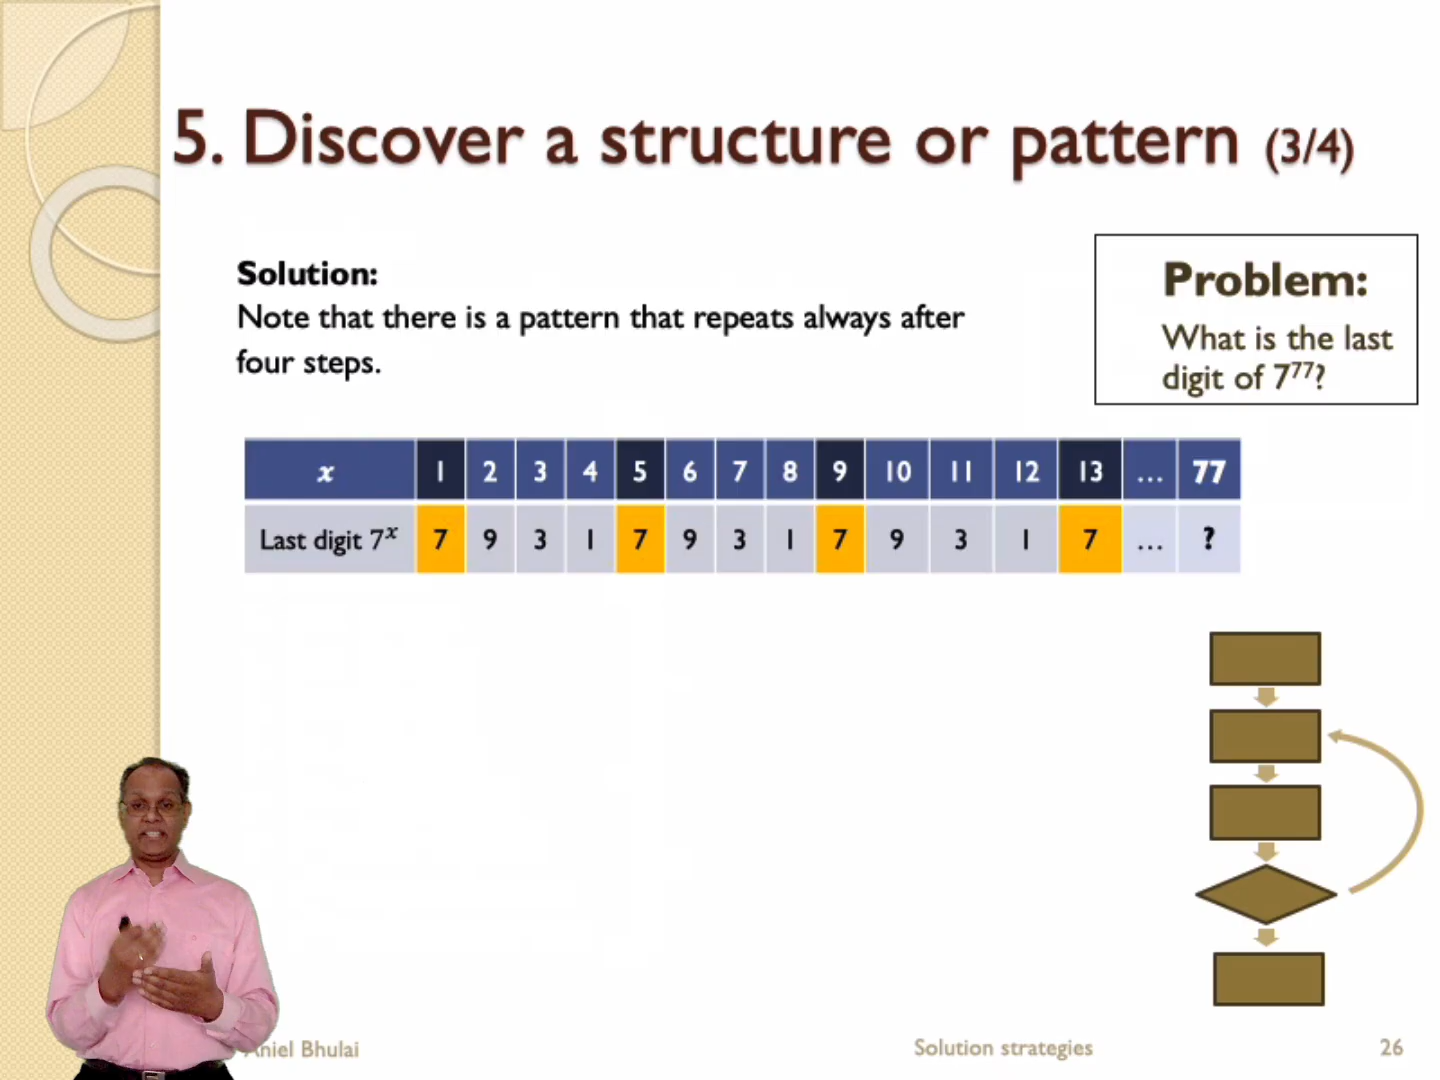 5. Discover a structure or pattern (3/4)
Solution:
Note that there is a pattern that repeats always after
four steps.
Problem:
What is the last
digit of 7⁷⁷?
x 1 2 3 4 5 6 7 8 9 10 11 12 13 ... 77
Last digit 7ˣ 7 9 3 1 7 9 3 1 7 9 3 1 7 ... ?
Aniel Bhulai
Solution strategies
26